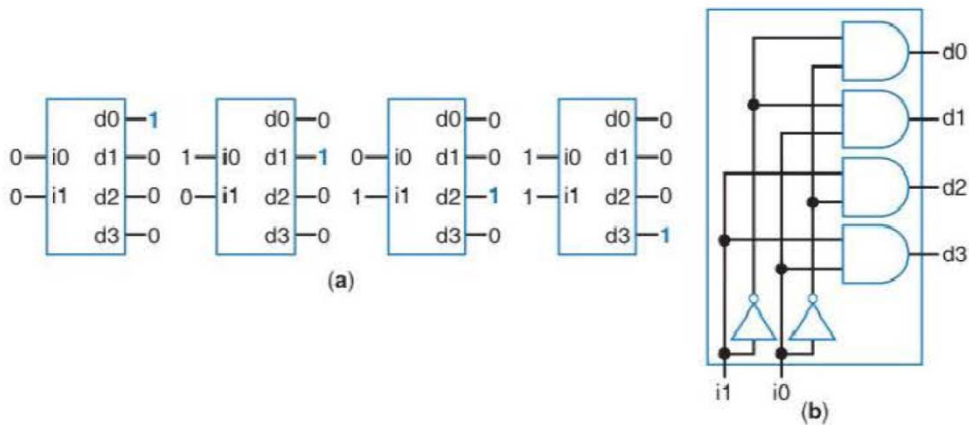 d0 1
0 i0 d1 0
0 i1 d2 0
d3 0
d0 0
1 i0 d1 1
0 i1 d2 0
d3 0
d0 0
0 i0 d1 0
1 i1 d2 1
d3 0
d0 0
1 i0 d1 0
1 i1 d2 0
d3 1
(a)
d0
d1
d2
d3
i1 i0
(b)